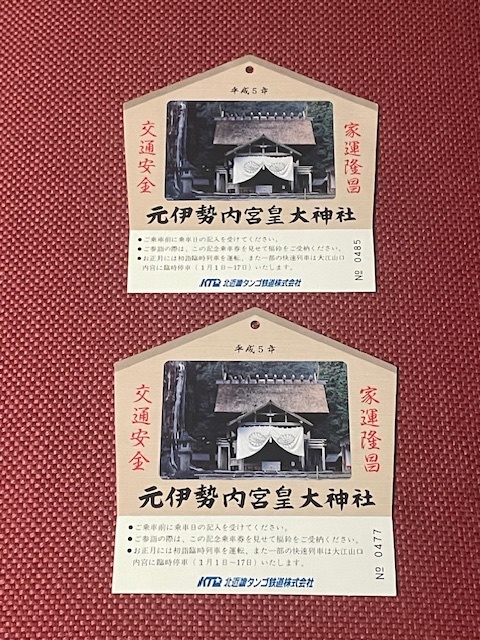 平成5年
交通安全
家運隆昌
元伊勢内宮皇大神社
●ご乗車前に乗車日の記入を受けてください。
●ご参詣の際は、この記念乗車券を見せて福鈴をご受納ください。
●お正月には初詣臨時列車を運転、また一部の快速列車は大江山口
内宮に臨時停車(1月1日~17日)いたします。
№ 0485
KTR 北近畿タンゴ鉄道株式会社
平成5年
交通安全
家運隆昌
元伊勢内宮皇大神社
●ご乗車前に乗車日の記入を受けてください。
●ご参詣の際は、この記念乗車券を見せて福鈴をご受納ください。
●お正月には初詣臨時列車を運転、また一部の快速列車は大江山口
内宮に臨時停車(1月1日~17日)いたします。
№ 0477
KTR 北近畿タンゴ鉄道株式会社